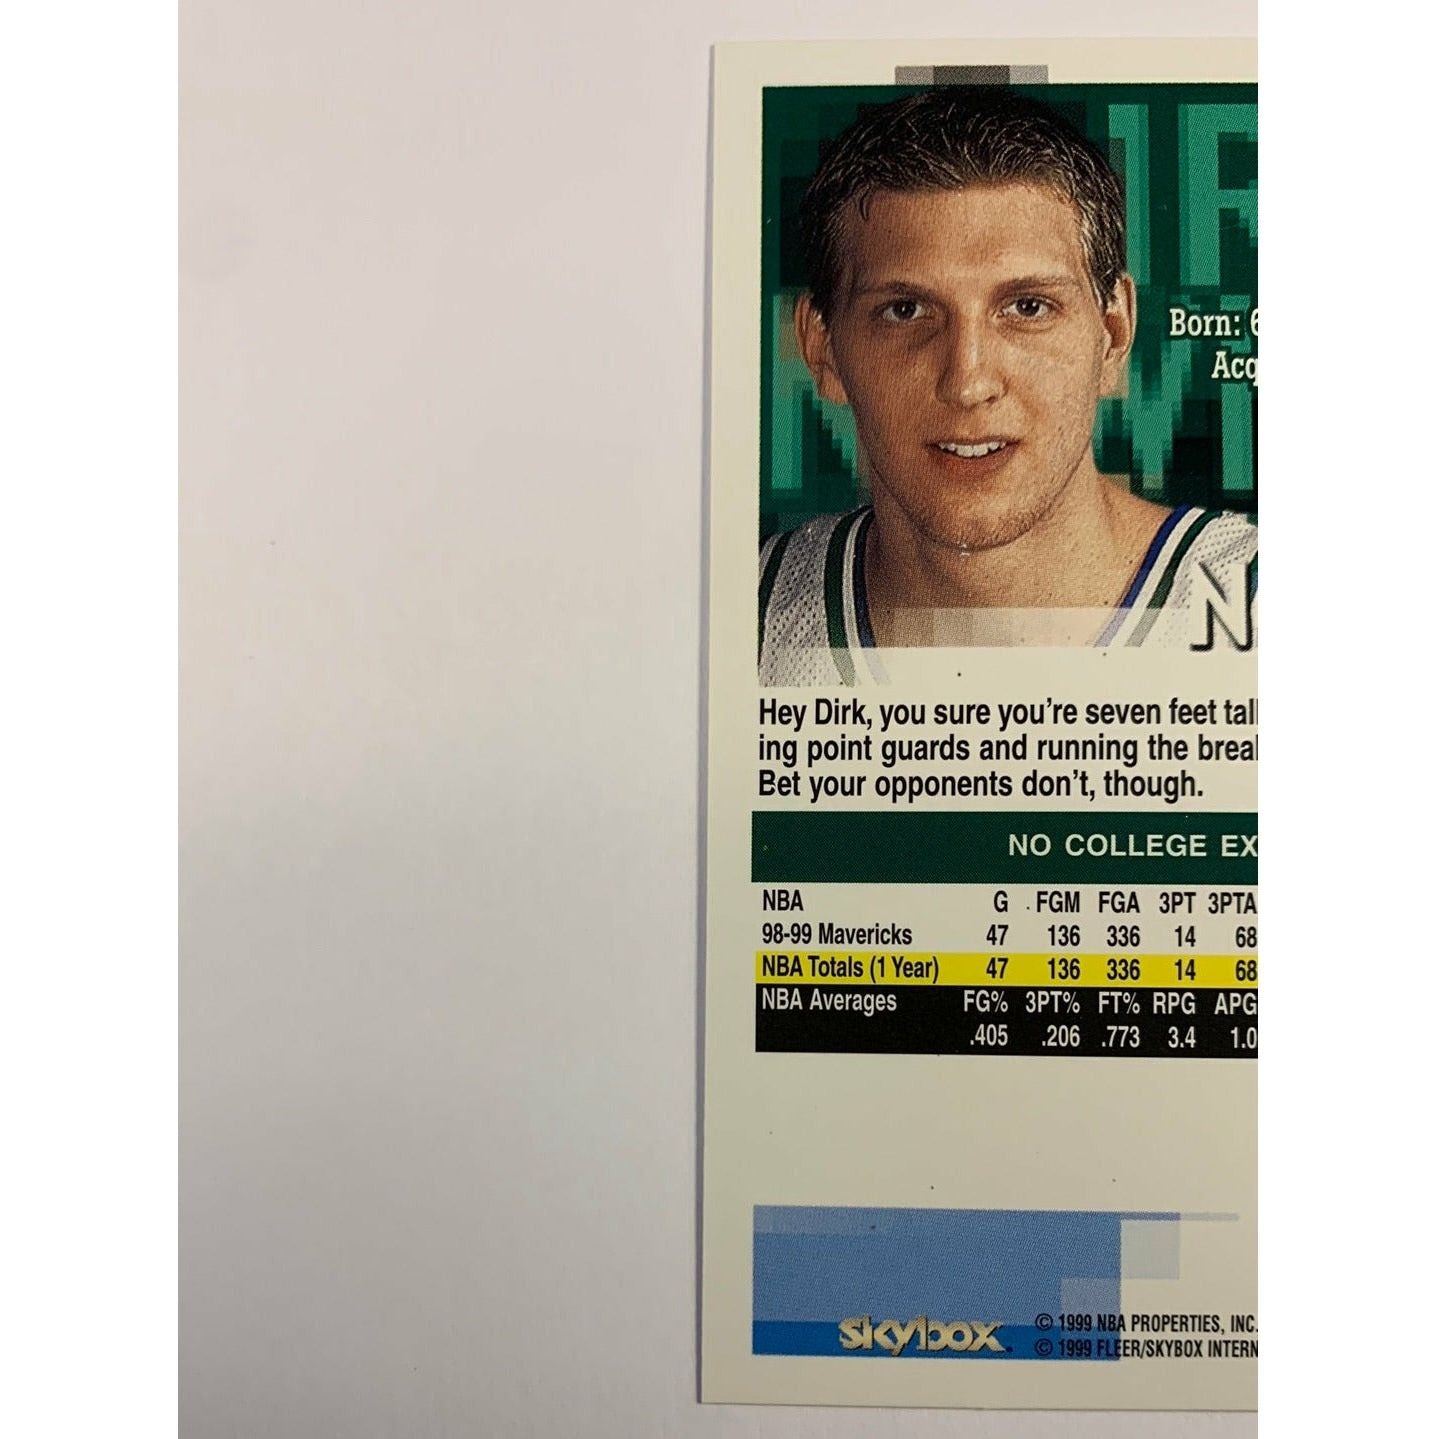 Born: 6
Acq
N
Hey Dirk, you sure you're seven feet tall
ing point guards and running the brea
Bet your opponents don't, though.
NO COLLEGE EX
NBA G FGM FGA 3PT 3PTA
98-99 Mavericks 47 136 336 14 68
NBA Totals (1 Year) 47 136 336 14 68
NBA Averages FG% 3PT% FT% RPG APG
.405 .206 .773 3.4 1.0
skybox
© 1999 NBA PROPERTIES, INC.
© 1999 FLEER/SKYBOX INTERN